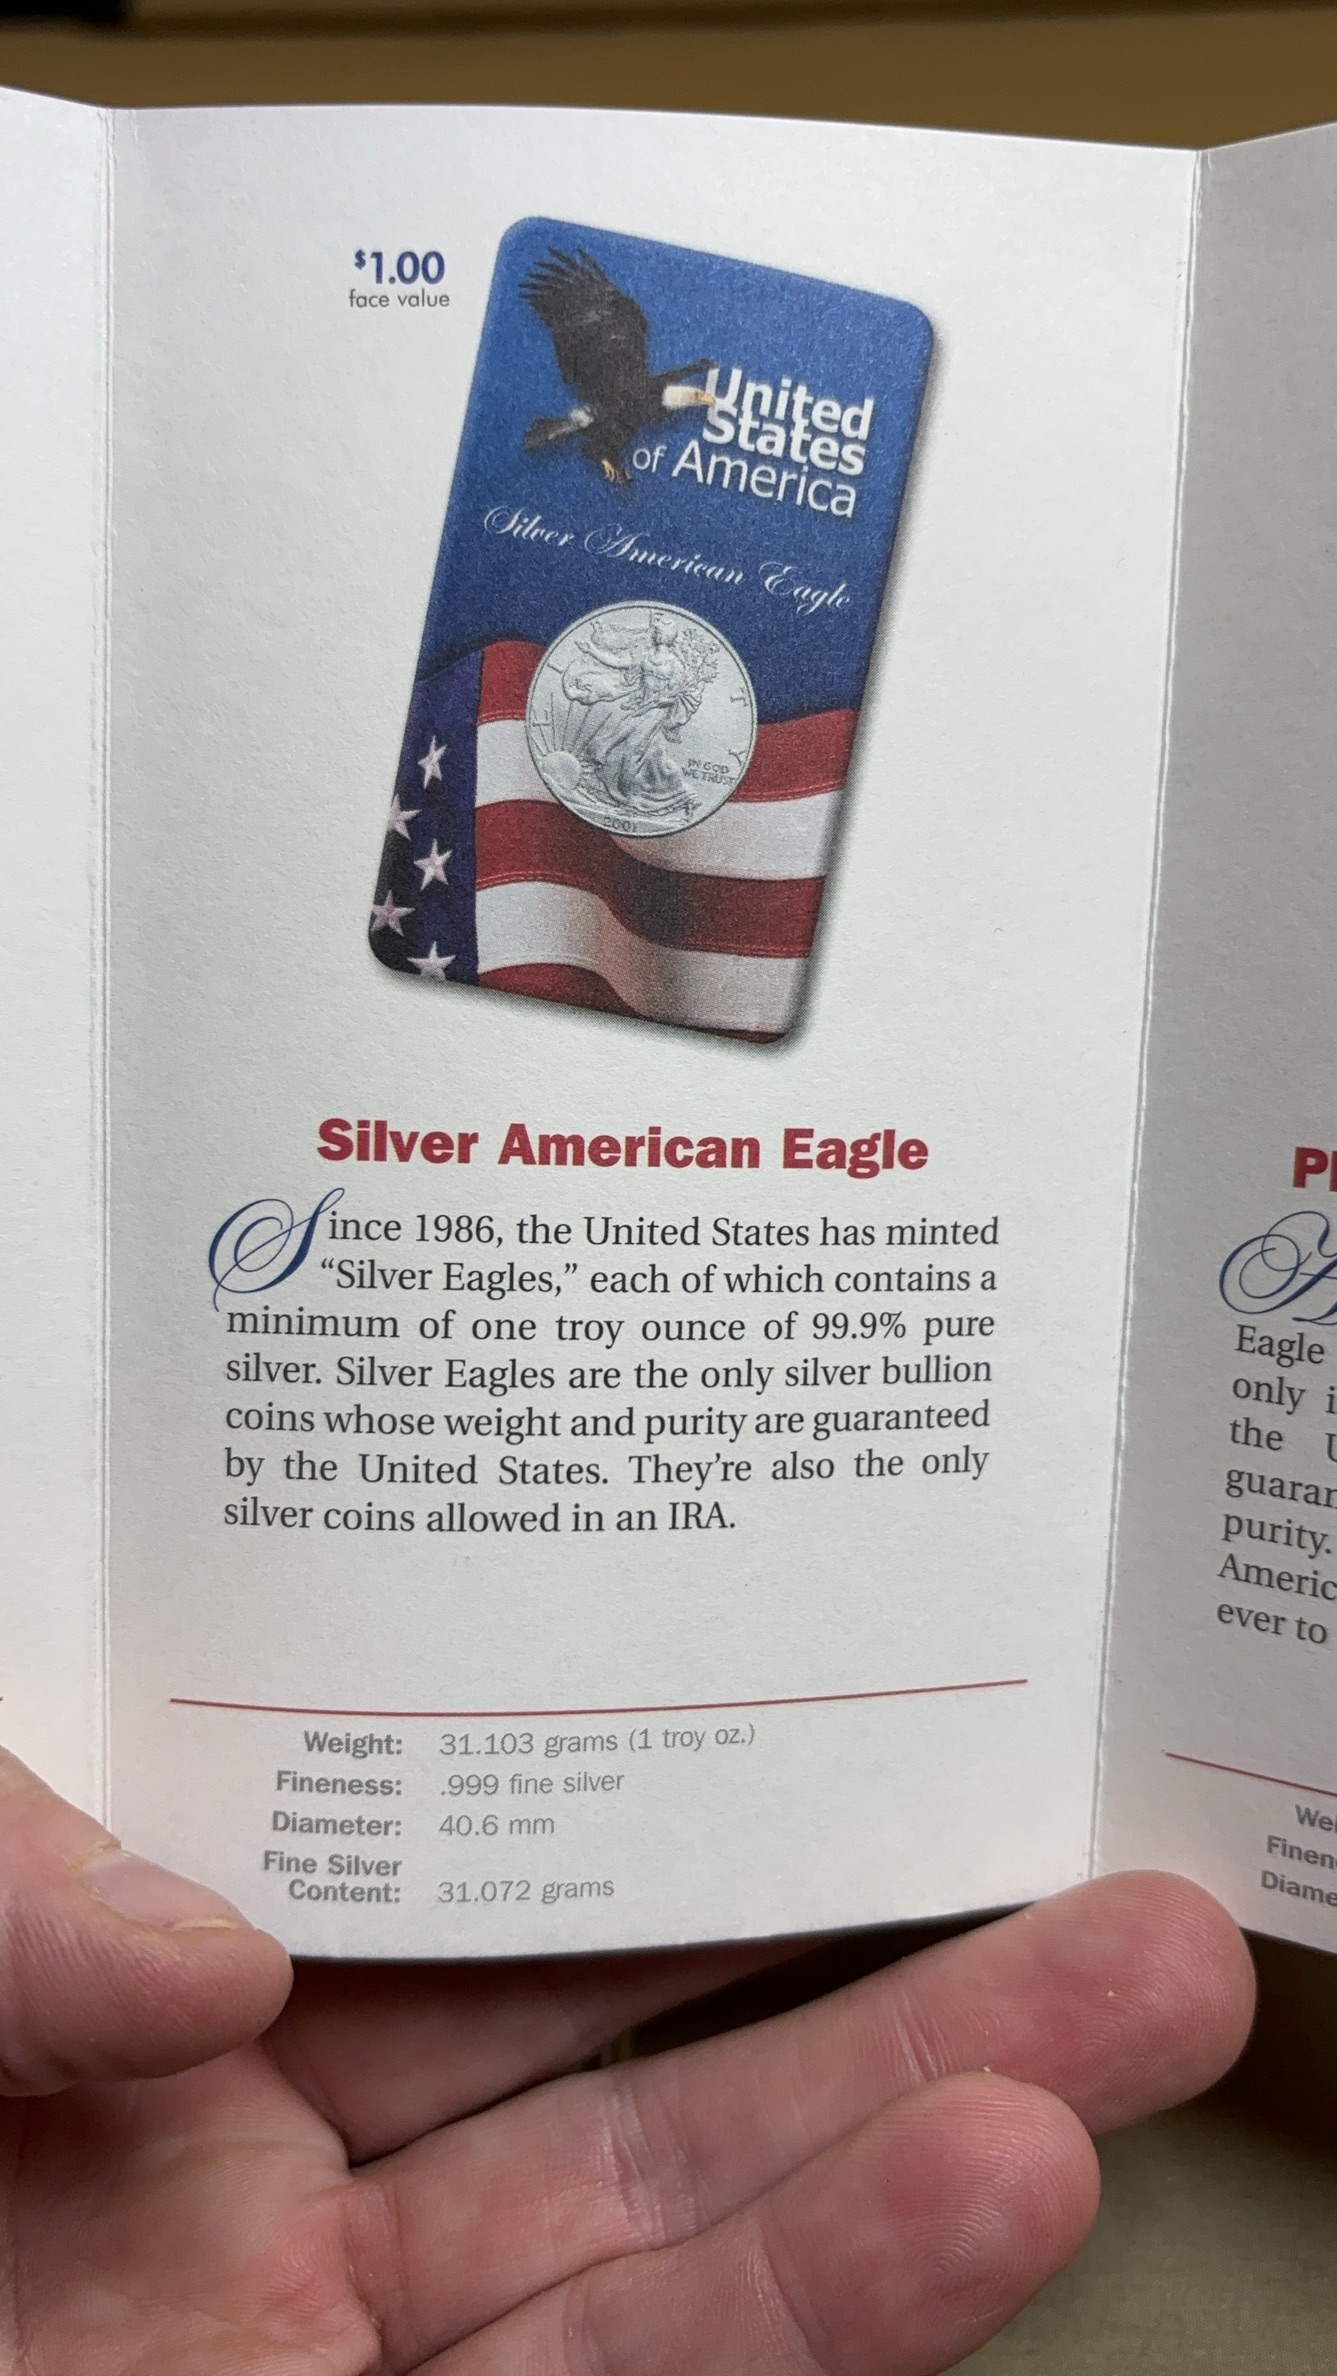 $1.00
face value
United
States
of America
Silver American Eagle
L
T
Y
IN GOD
WE TRUST
2001
Silver American Eagle
Since 1986, the United States has minted
“Silver Eagles,” each of which contains a
minimum of one troy ounce of 99.9% pure
silver. Silver Eagles are the only silver bullion
coins whose weight and purity are guaranteed
by the United States. They’re also the only
silver coins allowed in an IRA.
Weight: 31.103 grams (1 troy oz.)
Fineness: .999 fine silver
Diameter: 40.6 mm
Fine Silver
Content: 31.072 grams
Eagle
only
the
purity.
ever to